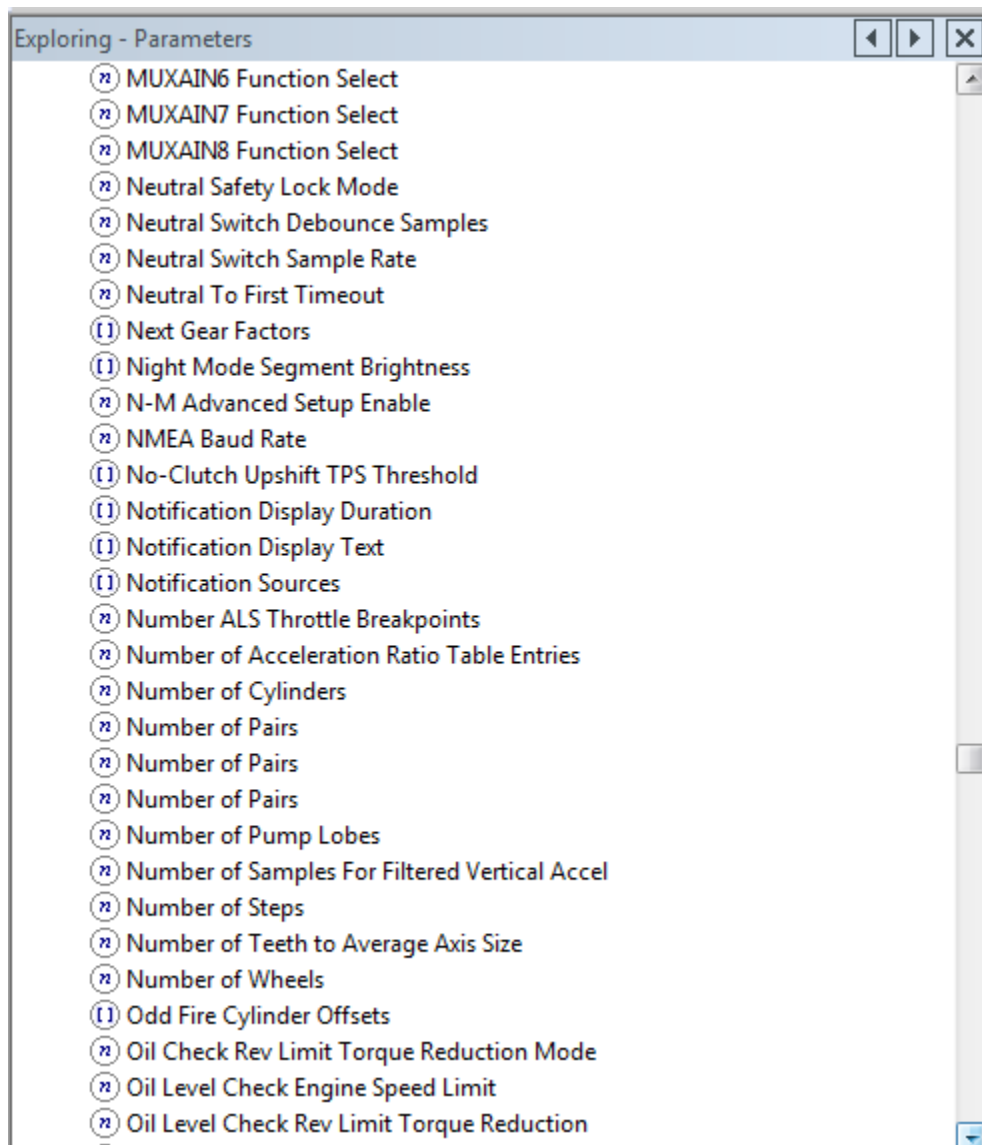 Exploring - Parameters
MUXAIN6 Function Select
MUXAIN7 Function Select
MUXAIN8 Function Select
Neutral Safety Lock Mode
Neutral Switch Debounce Samples
Neutral Switch Sample Rate
Neutral To First Timeout
Next Gear Factors
Night Mode Segment Brightness
N-M Advanced Setup Enable
NMEA Baud Rate
No-Clutch Upshift TPS Threshold
Notification Display Duration
Notification Display Text
Notification Sources
Number ALS Throttle Breakpoints
Number of Acceleration Ratio Table Entries
Number of Cylinders
Number of Pairs
Number of Pairs
Number of Pairs
Number of Pump Lobes
Number of Samples For Filtered Vertical Accel
Number of Steps
Number of Teeth to Average Axis Size
Number of Wheels
Odd Fire Cylinder Offsets
Oil Check Rev Limit Torque Reduction Mode
Oil Level Check Engine Speed Limit
Oil Level Check Rev Limit Torque Reduction